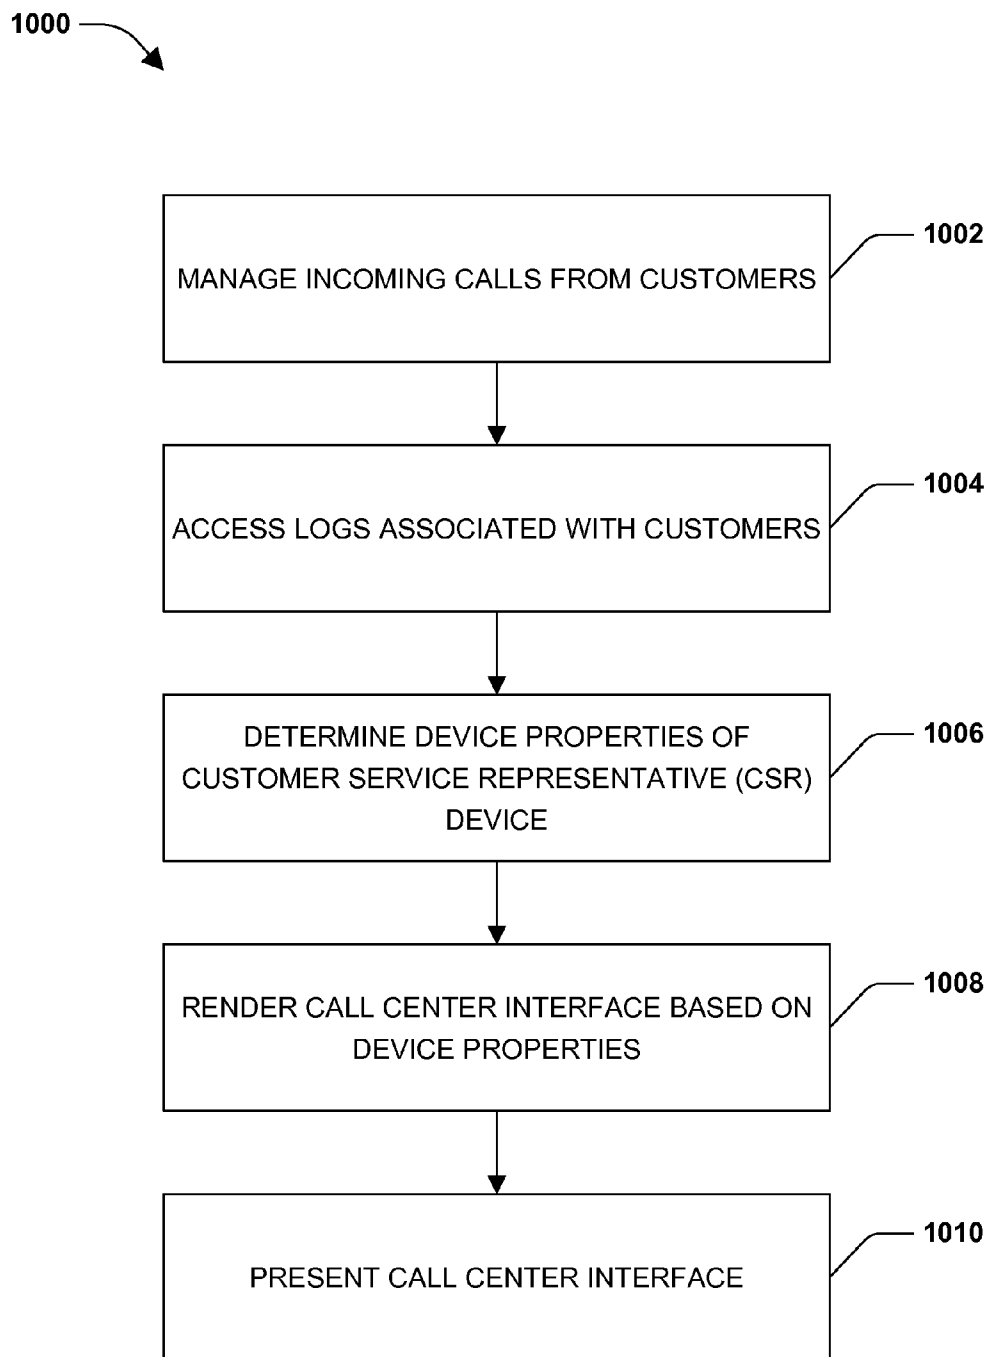 1000
MANAGE INCOMING CALLS FROM CUSTOMERS
1002
ACCESS LOGS ASSOCIATED WITH CUSTOMERS
1004
DETERMINE DEVICE PROPERTIES OF
CUSTOMER SERVICE REPRESENTATIVE (CSR)
DEVICE
1006
RENDER CALL CENTER INTERFACE BASED ON
DEVICE PROPERTIES
1008
PRESENT CALL CENTER INTERFACE
1010